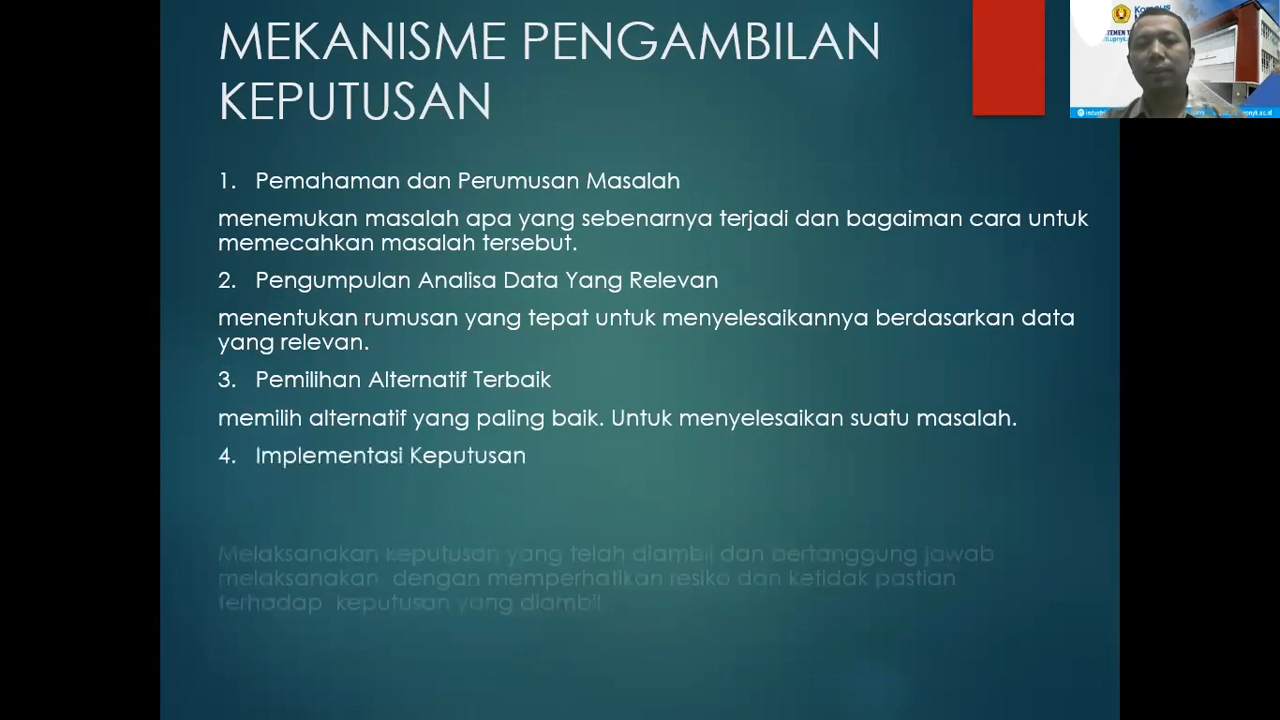 MEKANISME PENGAMBILAN
KEPUTUSAN
1. Pemahaman dan Perumusan Masalah
menemukan masalah apa yang sebenarnya terjadi dan bagaiman cara untuk
memecahkan masalah tersebut.
2. Pengumpulan Analisa Data Yang Relevan
menentukan rumusan yang tepat untuk menyelesaikannya berdasarkan data
yang relevan.
3. Pemilihan Alternatif Terbaik
memilih alternatif yang paling baik. Untuk menyelesaikan suatu masalah.
4. Implementasi Keputusan
Melaksanakan keputusan yang telah diambil dan bertanggung jawab
melaksanakan dengan memperhatikan resiko dan ketidak pastian
terhadap keputusan yang diambil